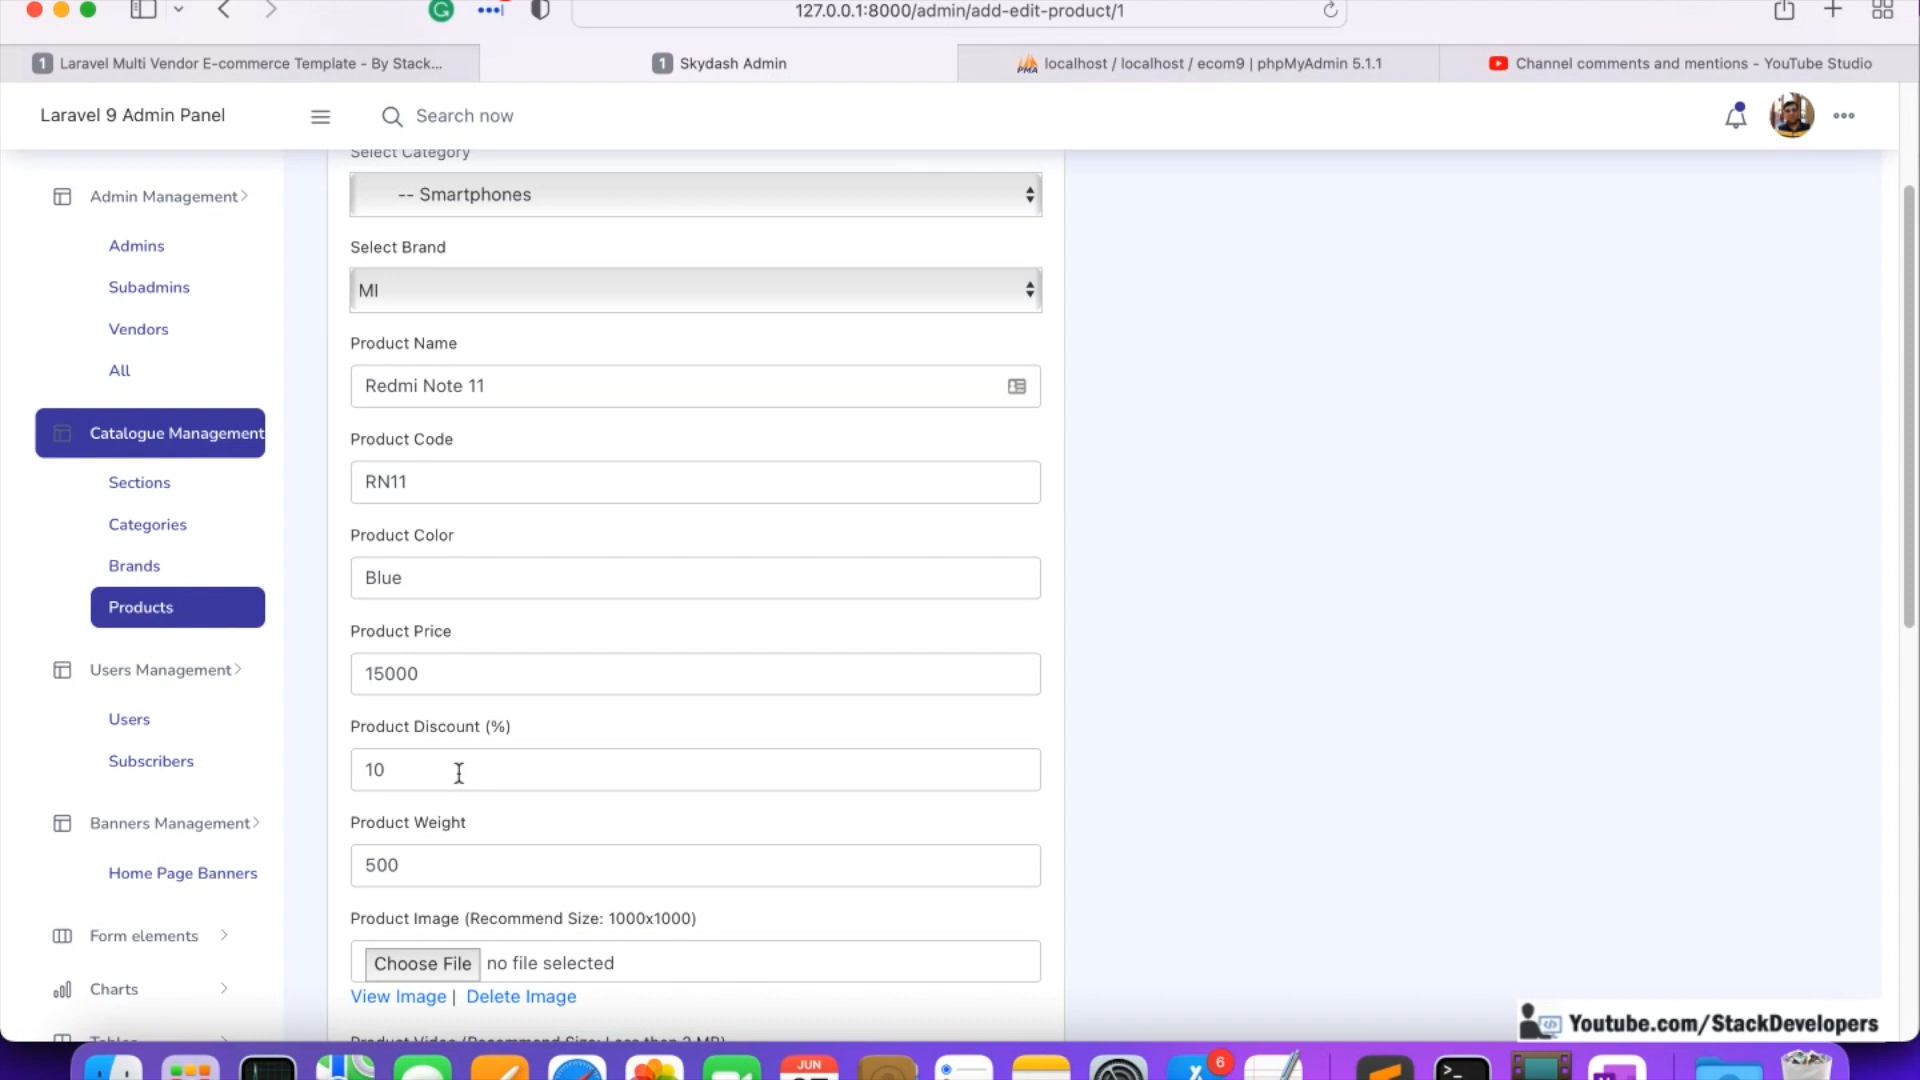 127.0.0.1:8000/admin/add-edit-product/1
1 Laravel Multi Vendor E-commerce Template - By Stack...
1 Skydash Admin
PMA localhost / localhost / ecom9 | phpMyAdmin 5.1.1
Channel comments and mentions - YouTube Studio
Laravel 9 Admin Panel
Search now
Admin Management
Admins
Subadmins
Vendors
All
Catalogue Management
Sections
Categories
Brands
Products
Users Management
Users
Subscribers
Banners Management
Home Page Banners
Form elements
Charts
Tables
Select Category
-- Smartphones
Select Brand
MI
Product Name
Redmi Note 11
Product Code
RN11
Product Color
Blue
Product Price
15000
Product Discount (%)
10
Product Weight
500
Product Image (Recommend Size: 1000x1000)
Choose File no file selected
View Image | Delete Image
Product Video (Recommend Size: Less than 2 MB)
Youtube.com/StackDevelopers
JUN
6